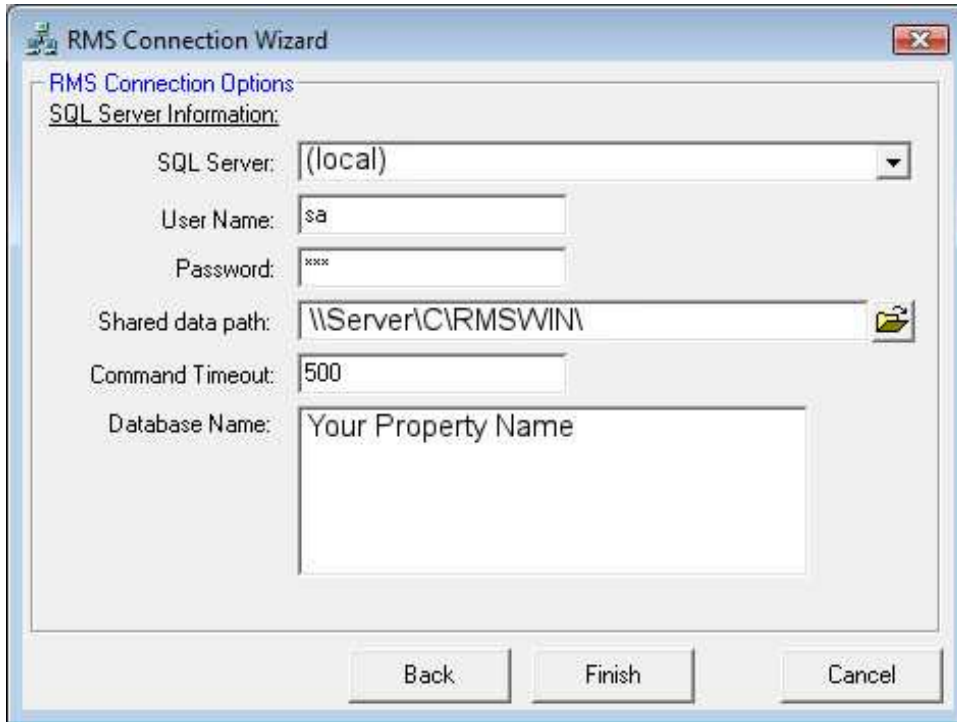 RMS Connection Wizard
RMS Connection Options
SQL Server Information:
SQL Server: (local)
User Name: sa
Password: ***
Shared data path: \\Server\C\RMSWIN\
Command Timeout: 500
Database Name: Your Property Name
Back Finish Cancel